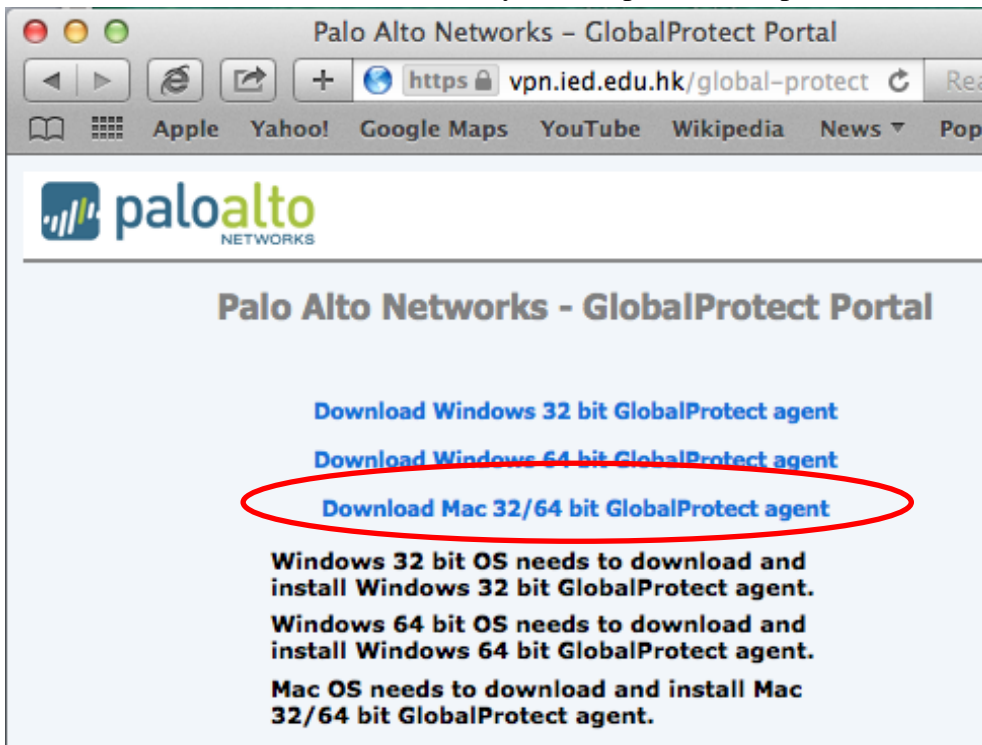 Palo Alto Networks – GlobalProtect Portal
https vpn.ied.edu.hk/global-protect Rea
Apple Yahoo! Google Maps YouTube Wikipedia News Pop
paloalto
NETWORKS
Palo Alto Networks - GlobalProtect Portal
Download Windows 32 bit GlobalProtect agent
Download Windows 64 bit GlobalProtect agent
Download Mac 32/64 bit GlobalProtect agent
Windows 32 bit OS needs to download and
install Windows 32 bit GlobalProtect agent.
Windows 64 bit OS needs to download and
install Windows 64 bit GlobalProtect agent.
Mac OS needs to download and install Mac
32/64 bit GlobalProtect agent.